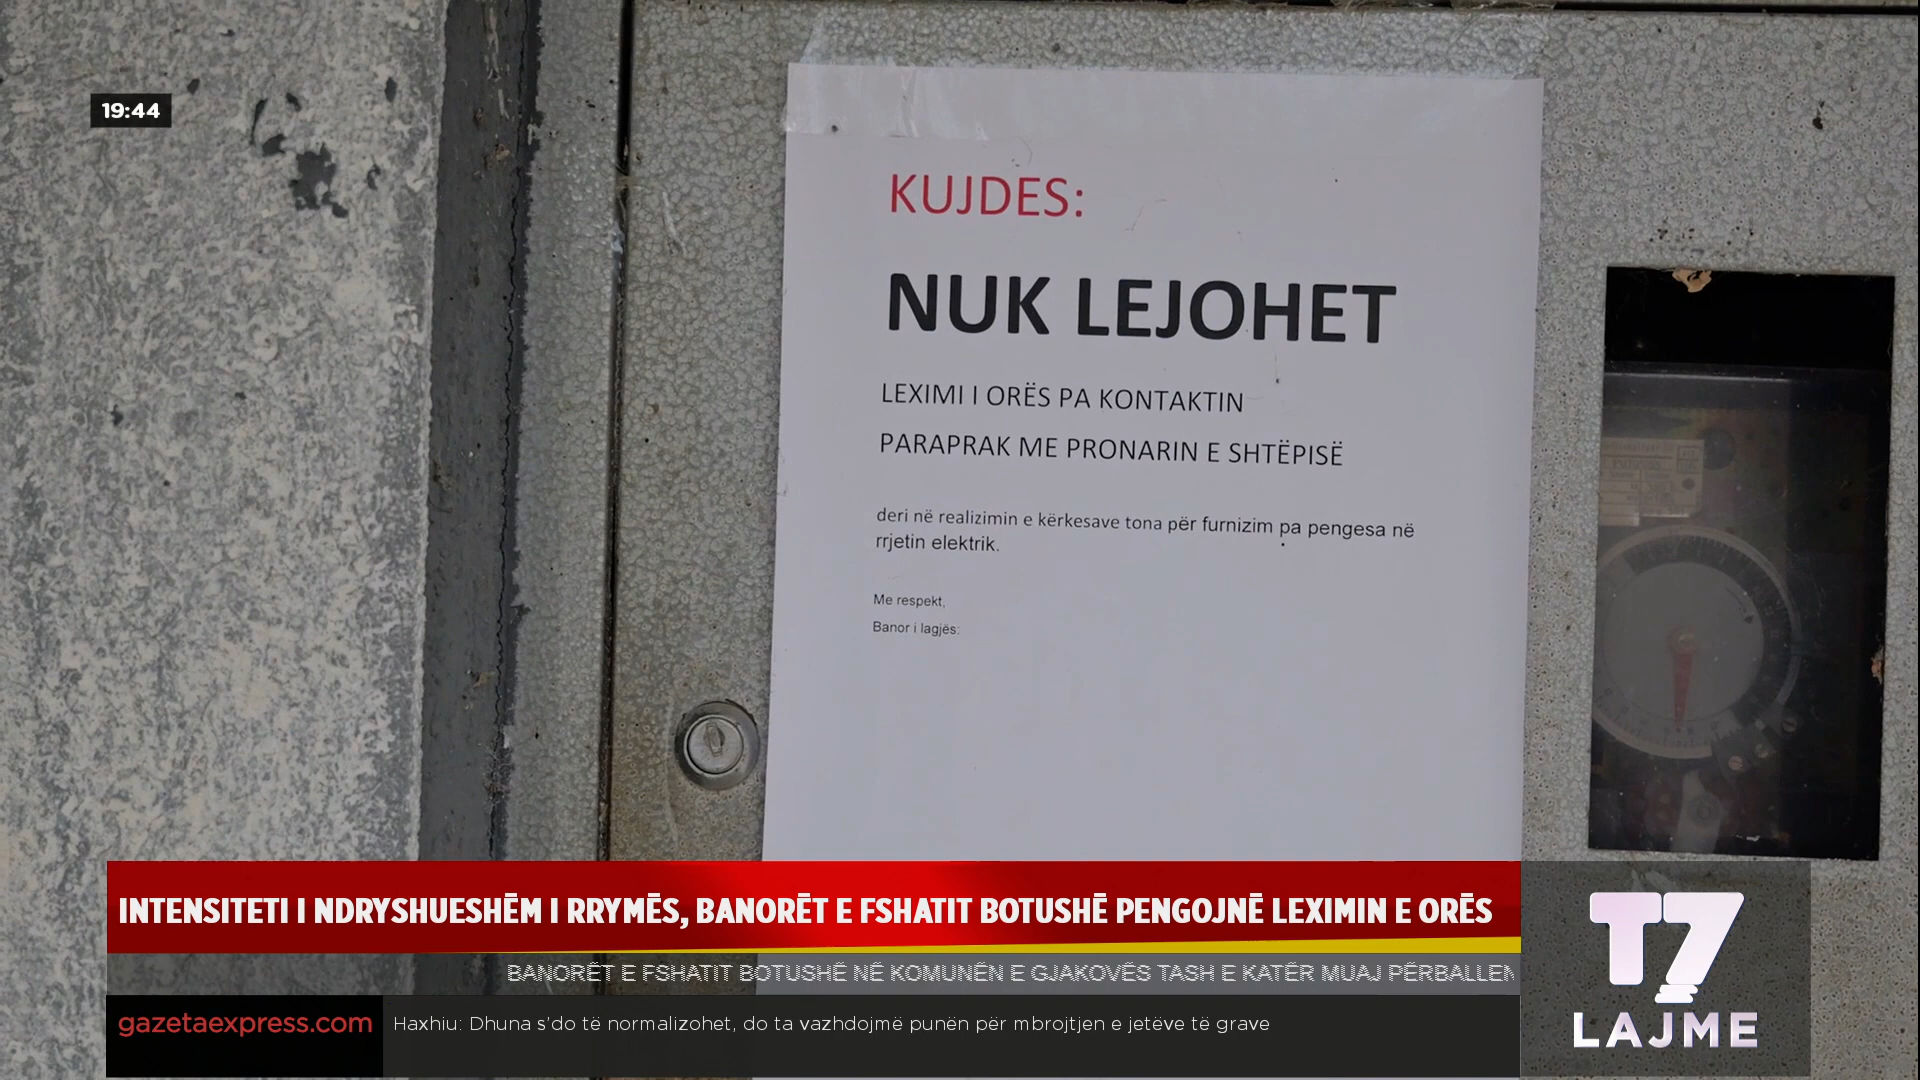 19:44
KUJDES:
NUK LEJOHET
LEXIMI I ORËS PA KONTAKTIN
PARAPRAK ME PRONARIN E SHTËPISË
deri në realizimin e kërkesave tona për furnizim pa pengesa në
rrjetin elektrik.
Me respekt,
Banor i lagjës:
INTENSITETI I NDRYSHUESHËM I RRYMËS, BANORËT E FSHATIT BOTUSHË PENGOJNË LEXIMIN E ORËS
BANORËT E FSHATIT BOTUSHË NË KOMUNËN E GJAKOVËS TASH E KATËR MUAJ PËRBALLEN
gazetaexpress.com
Haxhiu: Dhuna s'do të normalizohet, do ta vazhdojmë punën për mbrojtjen e jetëve të grave
T7
LAJME